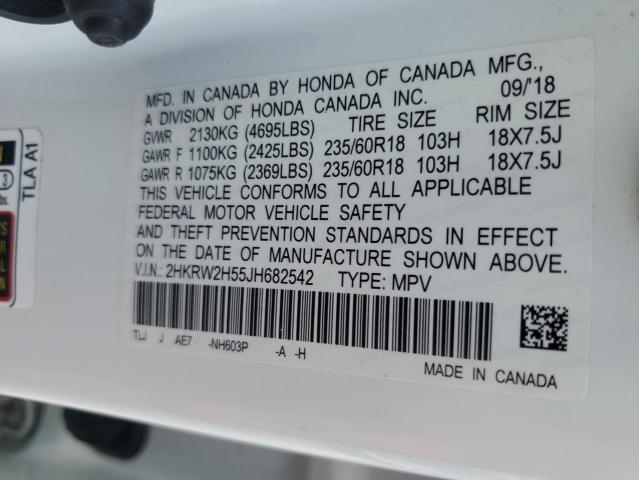 MFD. IN CANADA BY HONDA OF CANADA MFG.,
A DIVISION OF HONDA CANADA INC. 09/'18
GVWR 2130KG (4695LBS) TIRE SIZE RIM SIZE
GAWR F 1100KG (2425LBS) 235/60R18 103H 18X7.5J
GAWR R 1075KG (2369LBS) 235/60R18 103H 18X7.5J
THIS VEHICLE CONFORMS TO ALL APPLICABLE
FEDERAL MOTOR VEHICLE SAFETY
AND THEFT PREVENTION STANDARDS IN EFFECT
ON THE DATE OF MANUFACTURE SHOWN ABOVE.
V.I.N.: 2HKRW2H55JH682542 TYPE: MPV
TLJ J AE7 -NH603P -A -H
MADE IN CANADA
TLA A1
3